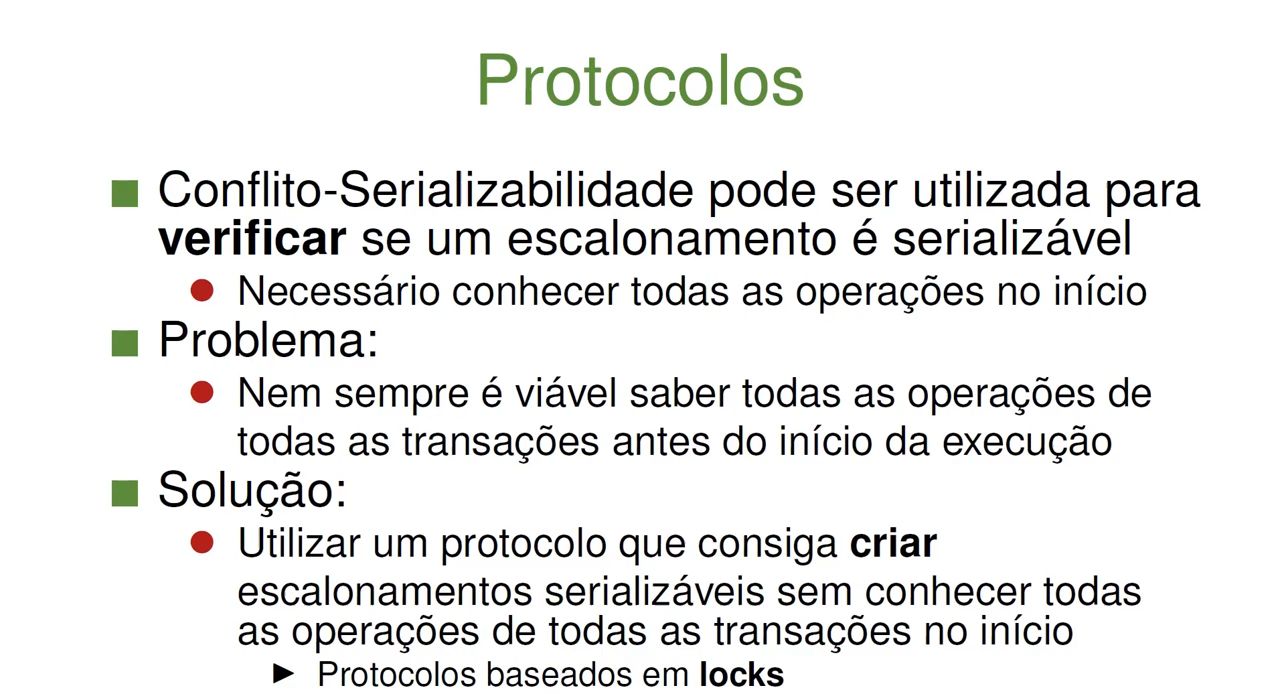 Protocolos
Conflito-Serializabilidade pode ser utilizada para
verificar se um escalonamento é serializável
Necessário conhecer todas as operações no início
Problema:
Nem sempre é viável saber todas as operações de
todas as transações antes do início da execução
Solução:
Utilizar um protocolo que consiga criar
escalonamentos serializáveis sem conhecer todas
as operações de todas as transações no início
Protocolos baseados em locks